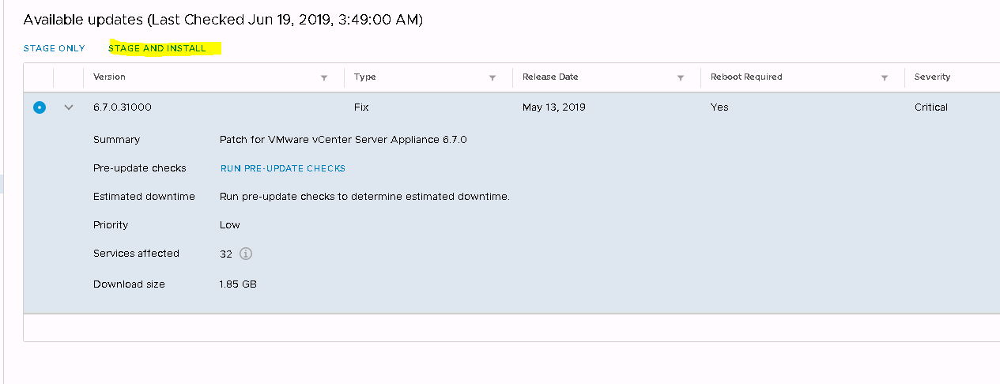 Available updates (Last Checked Jun 19, 2019, 3:49:00 AM)
STAGE ONLY STAGE AND INSTALL
Version Type Release Date Reboot Required Severity
6.7.0.31000 Fix May 13, 2019 Yes Critical
Summary Patch for VMware vCenter Server Appliance 6.7.0
Pre-update checks RUN PRE-UPDATE CHECKS
Estimated downtime Run pre-update checks to determine estimated downtime.
Priority Low
Services affected 32
Download size 1.85 GB